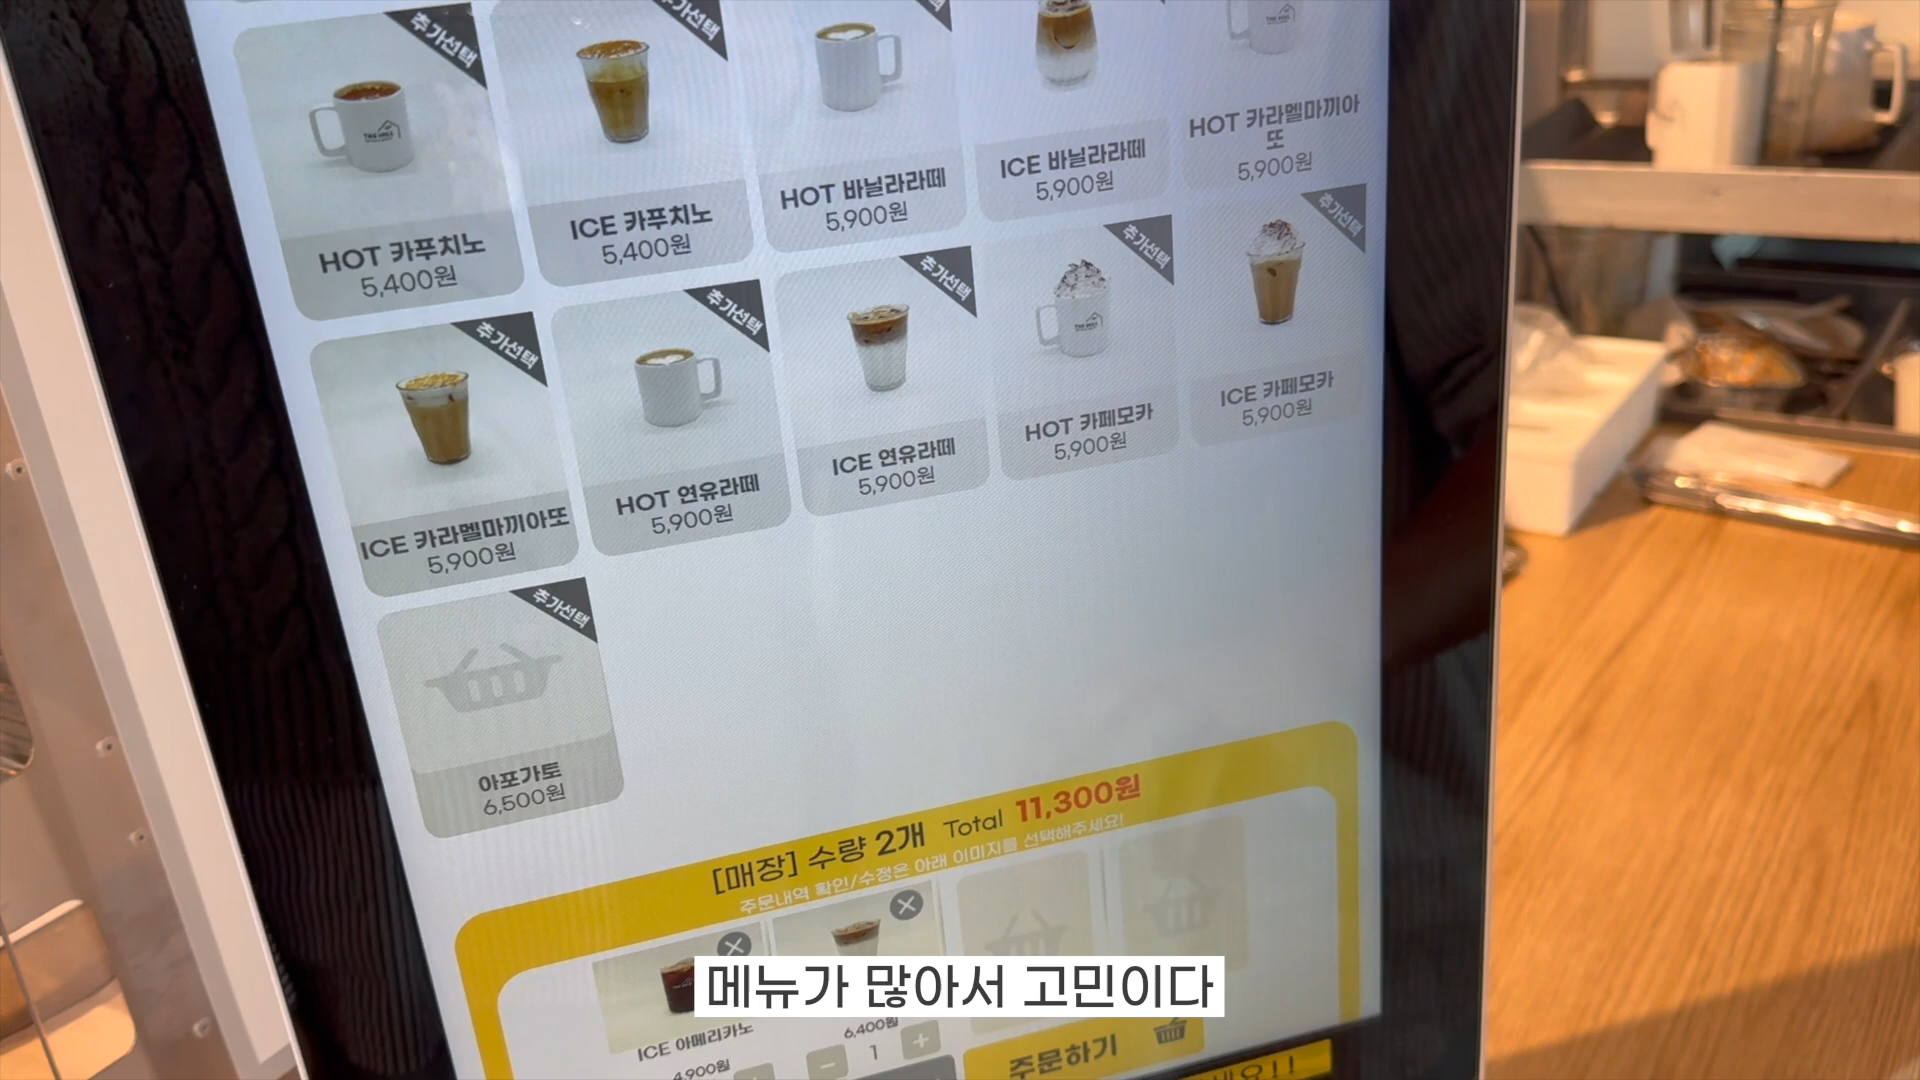 추가선택
추가선택
HOT 카푸치노
5,400원
ICE 카푸치노
5,400원
HOT 바닐라라떼
5,900원
ICE 바닐라라떼
5,900원
HOT 카라멜마끼아
또
5,900원
추가선택
추가선택
추가선택
추가선택
추가선택
ICE 카라멜마끼아또
5,900원
HOT 연유라떼
5,900원
ICE 연유라떼
5,900원
HOT 카페모카
5,900원
ICE 카페모카
5,900원
추가선택
아포가토
6,500원
[매장] 수량 2개 Total 11,300원
주문내역 확인/수정은 아래 이미지를 선택해주세요!
ICE 아메리카노
4,900원
6,400원
1
주문하기
메뉴가 많아서 고민이다